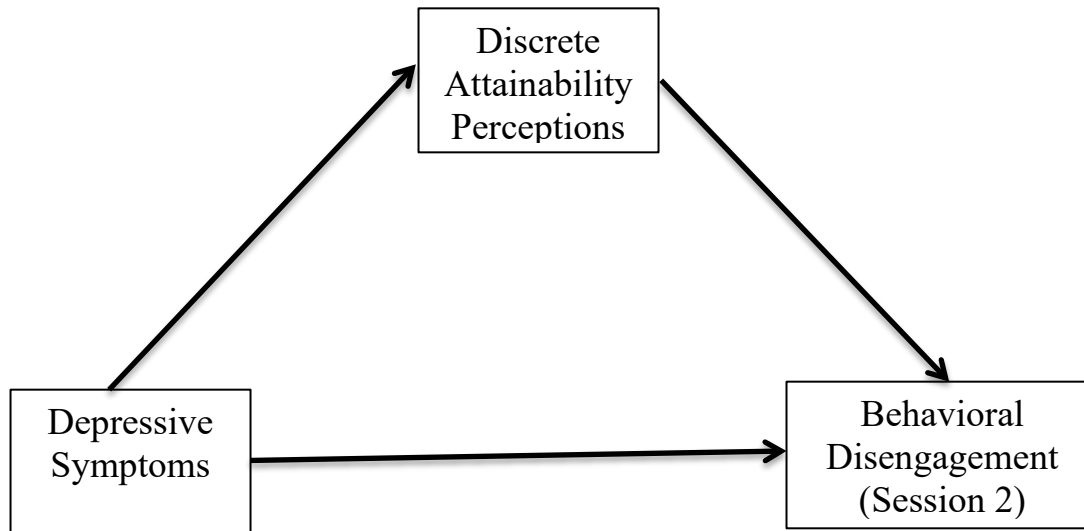 Discrete
Attainability
Perceptions
Depressive
Symptoms
Behavioral
Disengagement
(Session 2)